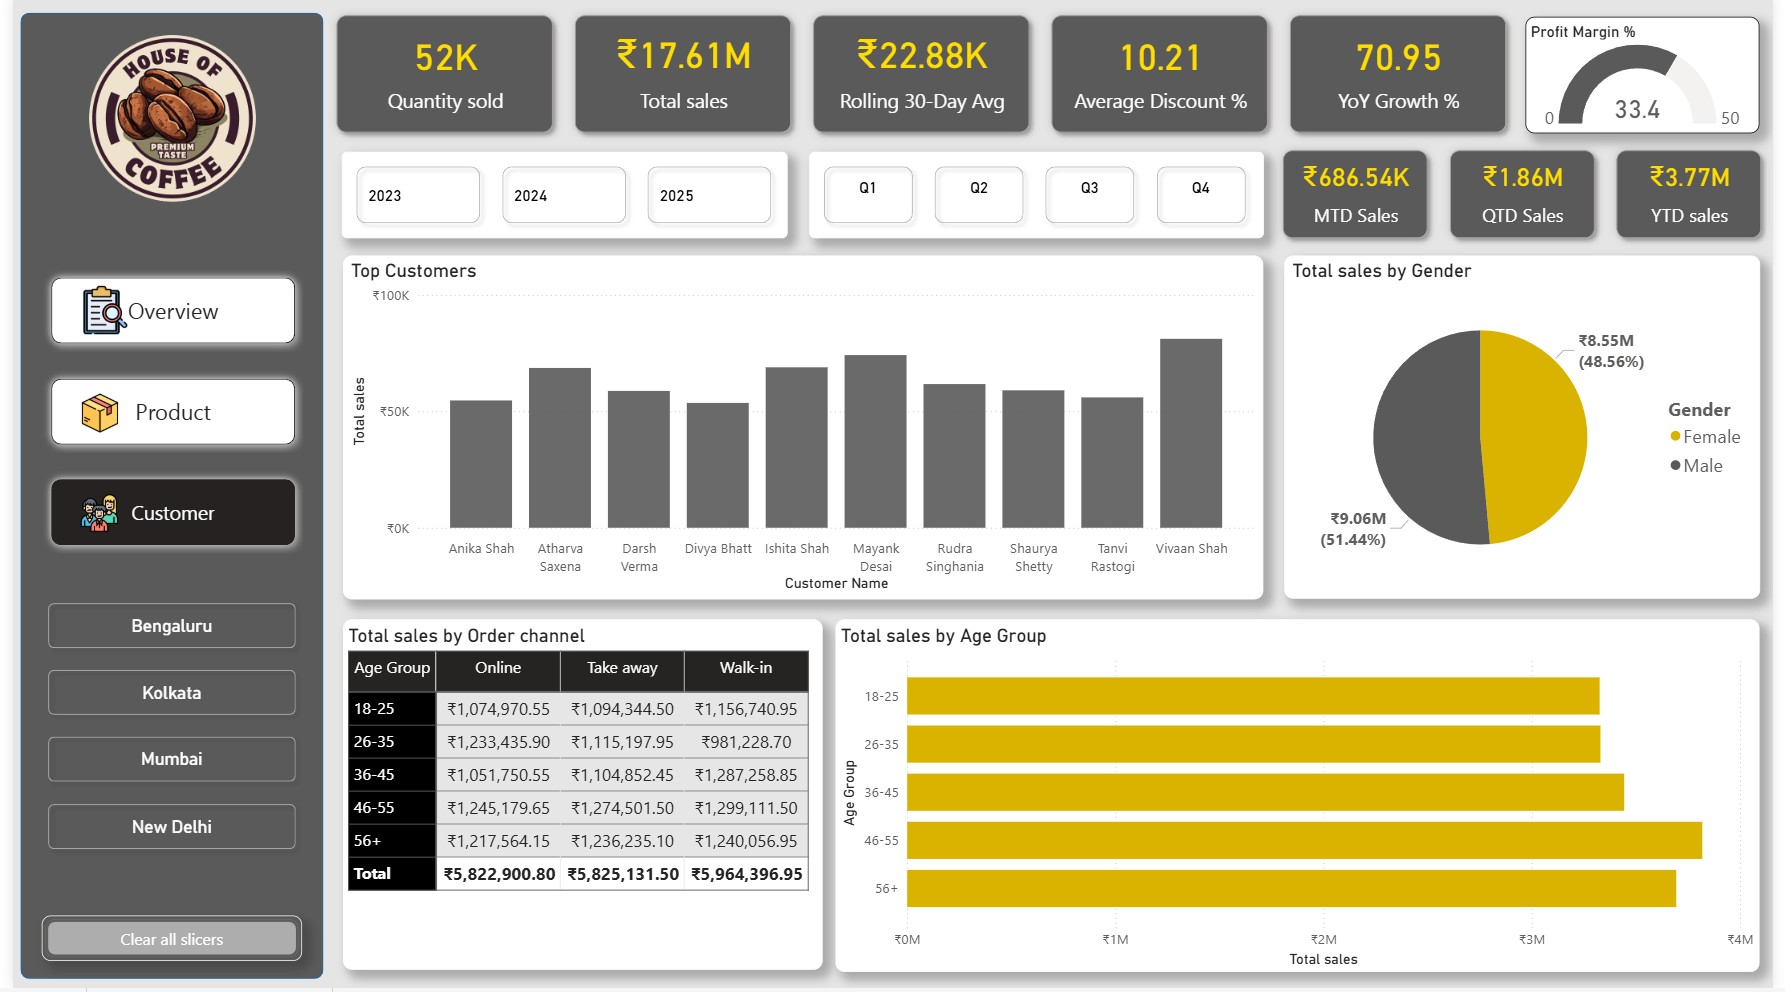 HOUSE OF
PREMIUM
TASTE
COFFEE
Overview
Product
Customer
Bengaluru
Kolkata
Mumbai
New Delhi
Clear all slicers
52K
Quantity sold
₹17.61M
Total sales
₹22.88K
Rolling 30-Day Avg
10.21
Average Discount %
70.95
YoY Growth %
Profit Margin %
0
33.4
50
2023
2024
2025
Q1
Q2
Q3
Q4
₹686.54K
MTD Sales
₹1.86M
QTD Sales
₹3.77M
YTD sales
Top Customers
Total sales
₹100K
₹50K
₹0K
Anika Shah
Atharva
Saxena
Darsh
Verma
Divya Bhatt
Ishita Shah
Mayank
Desai
Rudra
Singhania
Shaurya
Shetty
Tanvi
Rastogi
Vivaan Shah
Customer Name
Total sales by Gender
₹8.55M
(48.56%)
₹9.06M
(51.44%)
Gender
Female
Male
Total sales by Order channel
Age Group Online Take away Walk-in
18-25 ₹1,074,970.55 ₹1,094,344.50 ₹1,156,740.95
26-35 ₹1,233,435.90 ₹1,115,197.95 ₹981,228.70
36-45 ₹1,051,750.55 ₹1,104,852.45 ₹1,287,258.85
46-55 ₹1,245,179.65 ₹1,274,501.50 ₹1,299,111.50
56+ ₹1,217,564.15 ₹1,236,235.10 ₹1,240,056.95
Total ₹5,822,900.80 ₹5,825,131.50 ₹5,964,396.95
Total sales by Age Group
Age Group
18-25
26-35
36-45
46-55
56+
₹0M ₹1M ₹2M ₹3M ₹4M
Total sales